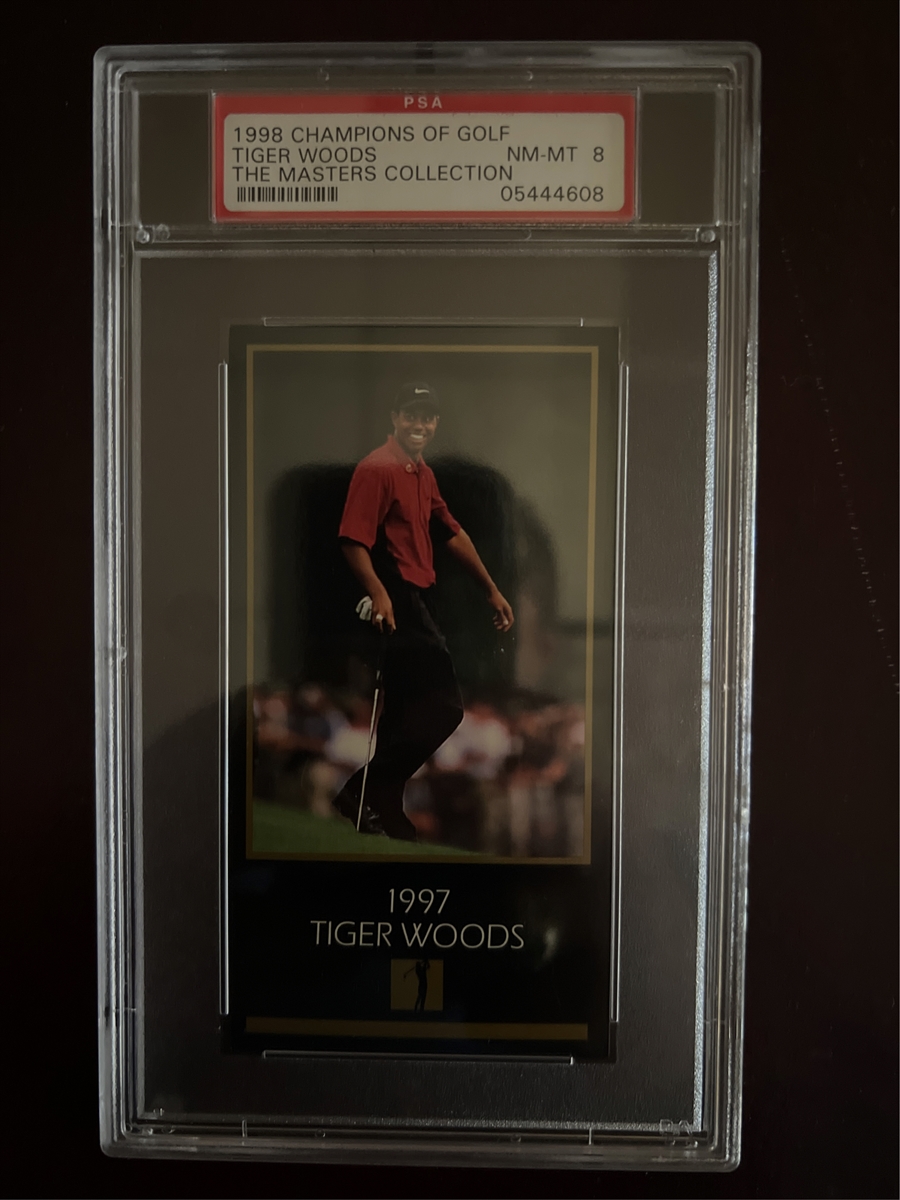 PSA
1998 CHAMPIONS OF GOLF
TIGER WOODS NM-MT 8
THE MASTERS COLLECTION
05444608
1997
TIGER WOODS